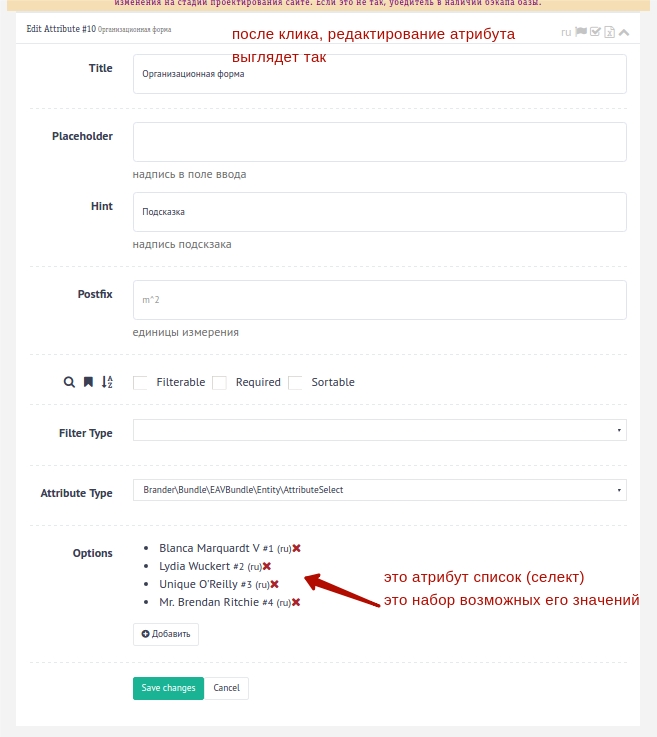 изменения на стадии проектирования сайте. Если это не так, убедитель в наличии бэкапа базы.
Edit Attribute #10 Организационная форма
ru
после клика, редактирование атрибута
выглядет так
Title
Организационная форма
Placeholder
надпись в поле ввода
Hint
Подсказка
надпись подскзака
Postfix
m^2
единицы измерения
Filterable Required Sortable
Filter Type
Attribute Type
Brander\Bundle\EAVBundle\Entity\AttributeSelect
Options
Blanca Marquardt V #1 (ru)
Lydia Wuckert #2 (ru)
Unique O'Reilly #3 (ru)
Mr. Brendan Ritchie #4 (ru)
это атрибут список (селект)
это набор возможных его значений
Добавить
Save changes Cancel